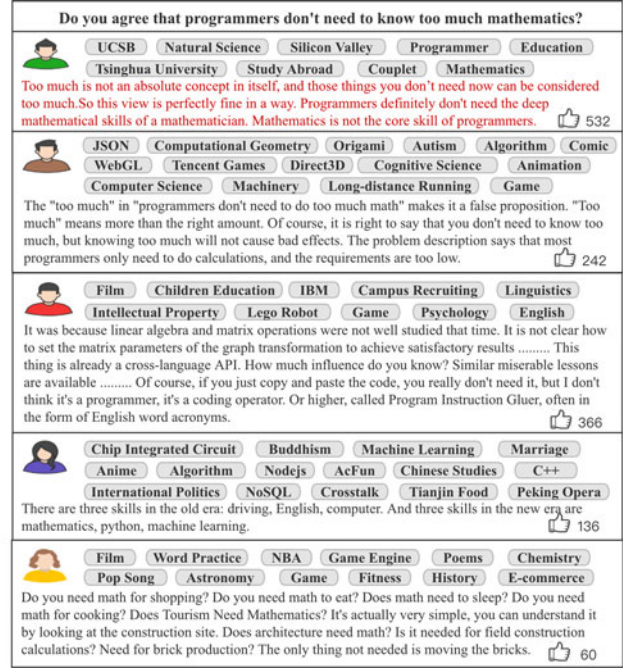 Do you agree that programmers don't need to know too much mathematics?
UCSB Natural Science Silicon Valley Programmer Education
Tsinghua University Study Abroad Couplet Mathematics
Too much is not an absolute concept in itself, and those things you don't need now can be considered
too much.So this view is perfectly fine in a way. Programmers definitely don't need the deep
mathematical skills of a mathematician. Mathematics is not the core skill of programmers. 532
JSON Computational Geometry Origami Autism Algorithm Comic
WebGL Tencent Games Direct3D Cognitive Science Animation
Computer Science Machinery Long-distance Running Game
The "too much" in "programmers don't need to do too much math" makes it a false proposition. "Too
much" means more than the right amount. Of course, it is right to say that you don't need to know too
much, but knowing too much will not cause bad effects. The problem description says that most
programmers only need to do calculations, and the requirements are too low. 242
Film Children Education IBM Campus Recruiting Linguistics
Intellectual Property Lego Robot Game Psychology English
It was because linear algebra and matrix operations were not well studied that time. It is not clear how
to set the matrix parameters of the graph transformation to achieve satisfactory results ......... This
thing is already a cross-language API. How much influence do you know? Similar miserable lessons
are available ......... Of course, if you just copy and paste the code, you really don't need it, but I don't
think it's a programmer, it's a coding operator. Or higher, called Program Instruction Gluer, often in
the form of English word acronyms. 366
Chip Integrated Circuit Buddhism Machine Learning Marriage
Anime Algorithm Nodejs AcFun Chinese Studies C++
International Politics NoSQL Crosstalk Tianjin Food Peking Opera
There are three skills in the old era: driving, English, computer. And three skills in the new era are
mathematics, python, machine learning. 136
Film Word Practice NBA Game Engine Poems Chemistry
Pop Song Astronomy Game Fitness History E-commerce
Do you need math for shopping? Do you need math to eat? Does math need to sleep? Do you need
math for cooking? Does Tourism Need Mathematics? It's actually very simple, you can understand it
by looking at the construction site. Does architecture need math? Is it needed for field construction
calculations? Need for brick production? The only thing not needed is moving the bricks. 60